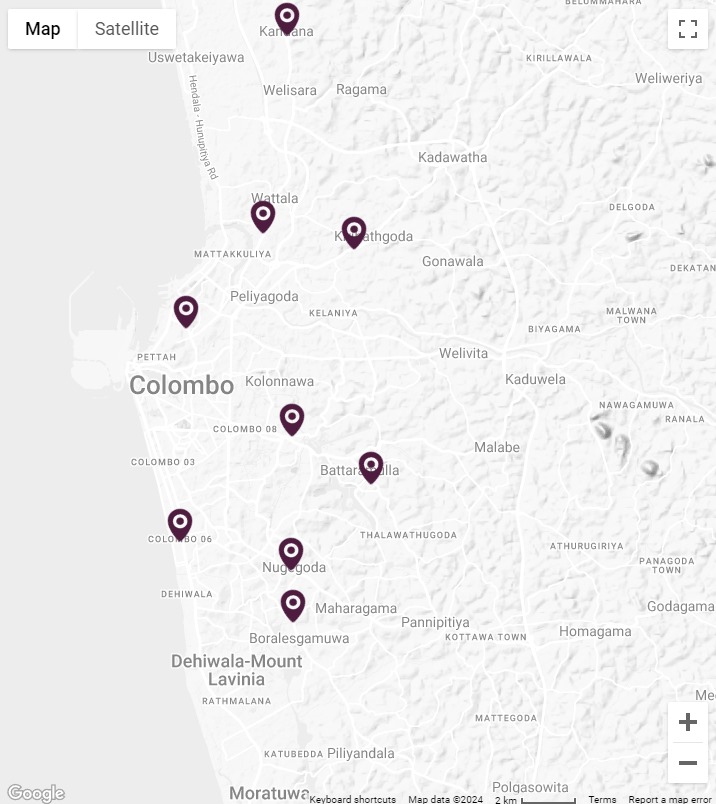 BELUMMAHARA
Map
Satellite
Kandana
Uswetakeiyawa
KIRILLAWALA
Weliweriya
Welisara
Ragama
Hendala - Hunupitiya Rd
Kadawatha
Wattala
DELGODA
Kiribathgoda
MATTAKKULIYA
Gonawala
DEKATAN
Peliyagoda
KELANIYA
MALWANA
TOWN
BIYAGAMA
PETTAH
Welivita
Colombo
Kolonnawa
Kaduwela
NAWAGAMUWA
RANALA
COLOMBO 08
Malabe
COLOMBO 03
Battaramulla
THALAWATHUGODA
COLOMBO 06
ATHURUGIRIYA
Nugegoda
PANAGODA
TOWN
DEHIWALA
Maharagama
Godagama
Pannipitiya
Boralesgamuwa
KOTTAWA TOWN
Homagama
Dehiwala-Mount
Lavinia
RATHMALANA
Me
MATTEGODA
KATUBEDDA
Piliyandala
Polgasowita
Moratuwa
Google
Keyboard shortcuts
Map data ©2024
2 km
Terms
Report a map error